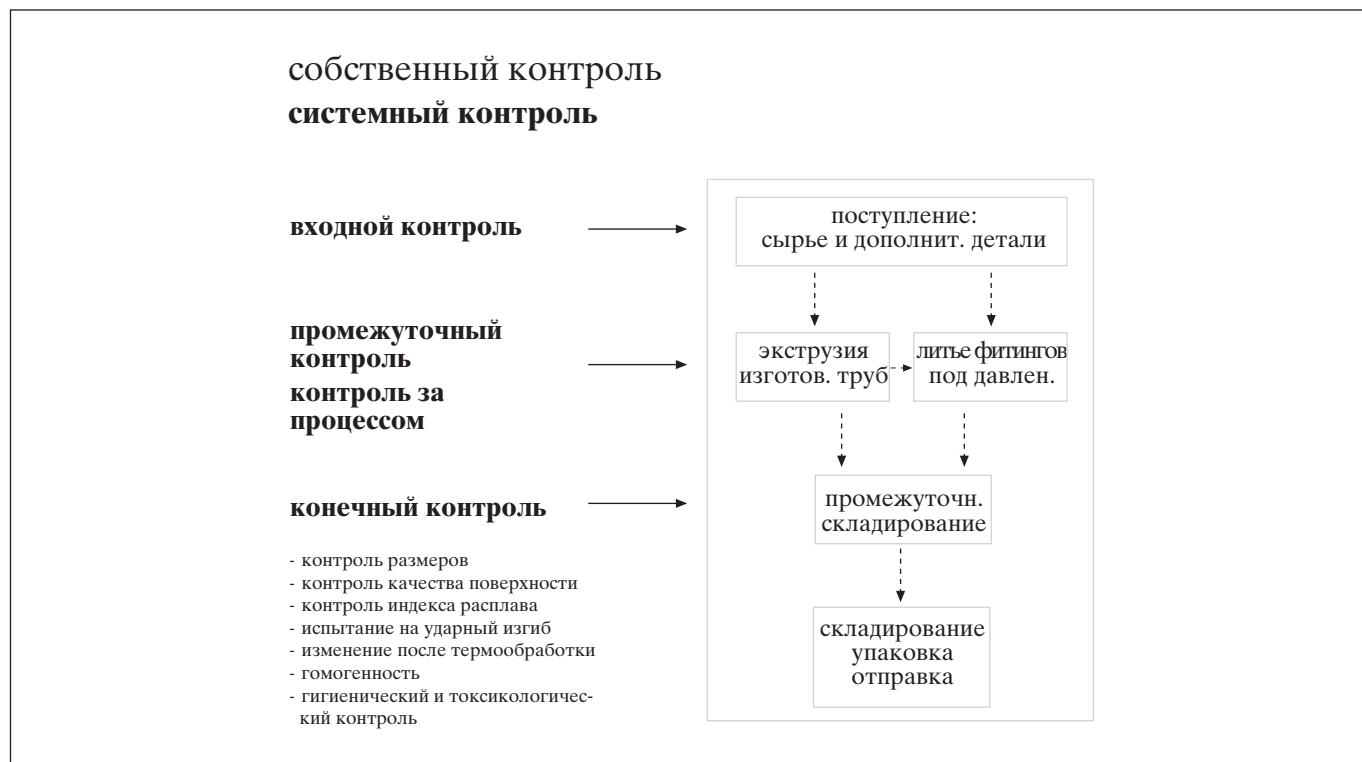 собственный контроль
системный контроль
входной контроль
поступление:
сырье и дополнит. детали
промежуточный
контроль
контроль за
процессом
экструзия
изготов. труб
литье фитингов
под давлен.
конечный контроль
промежуточн.
складирование
- контроль размеров
- контроль качества поверхности
- контроль индекса расплава
- испытание на ударный изгиб
- изменение после термообработки
- гомогенность
- гигиенический и токсикологичес-
кий контроль
складирование
упаковка
отправка